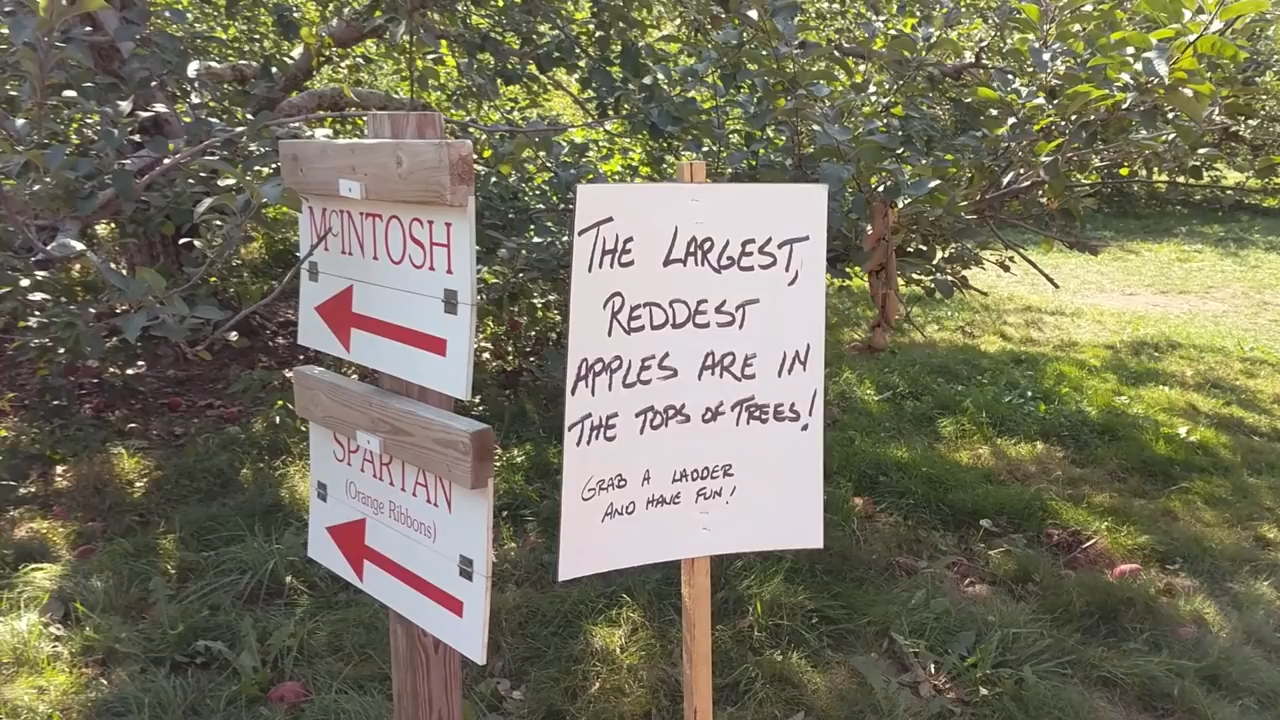 McINTOSH
SPARTAN
(Orange Ribbons)
THE LARGEST,
REDDEST
APPLES ARE IN
THE TOPS OF TREES!
GRAB A LADDER
AND HAVE FUN!